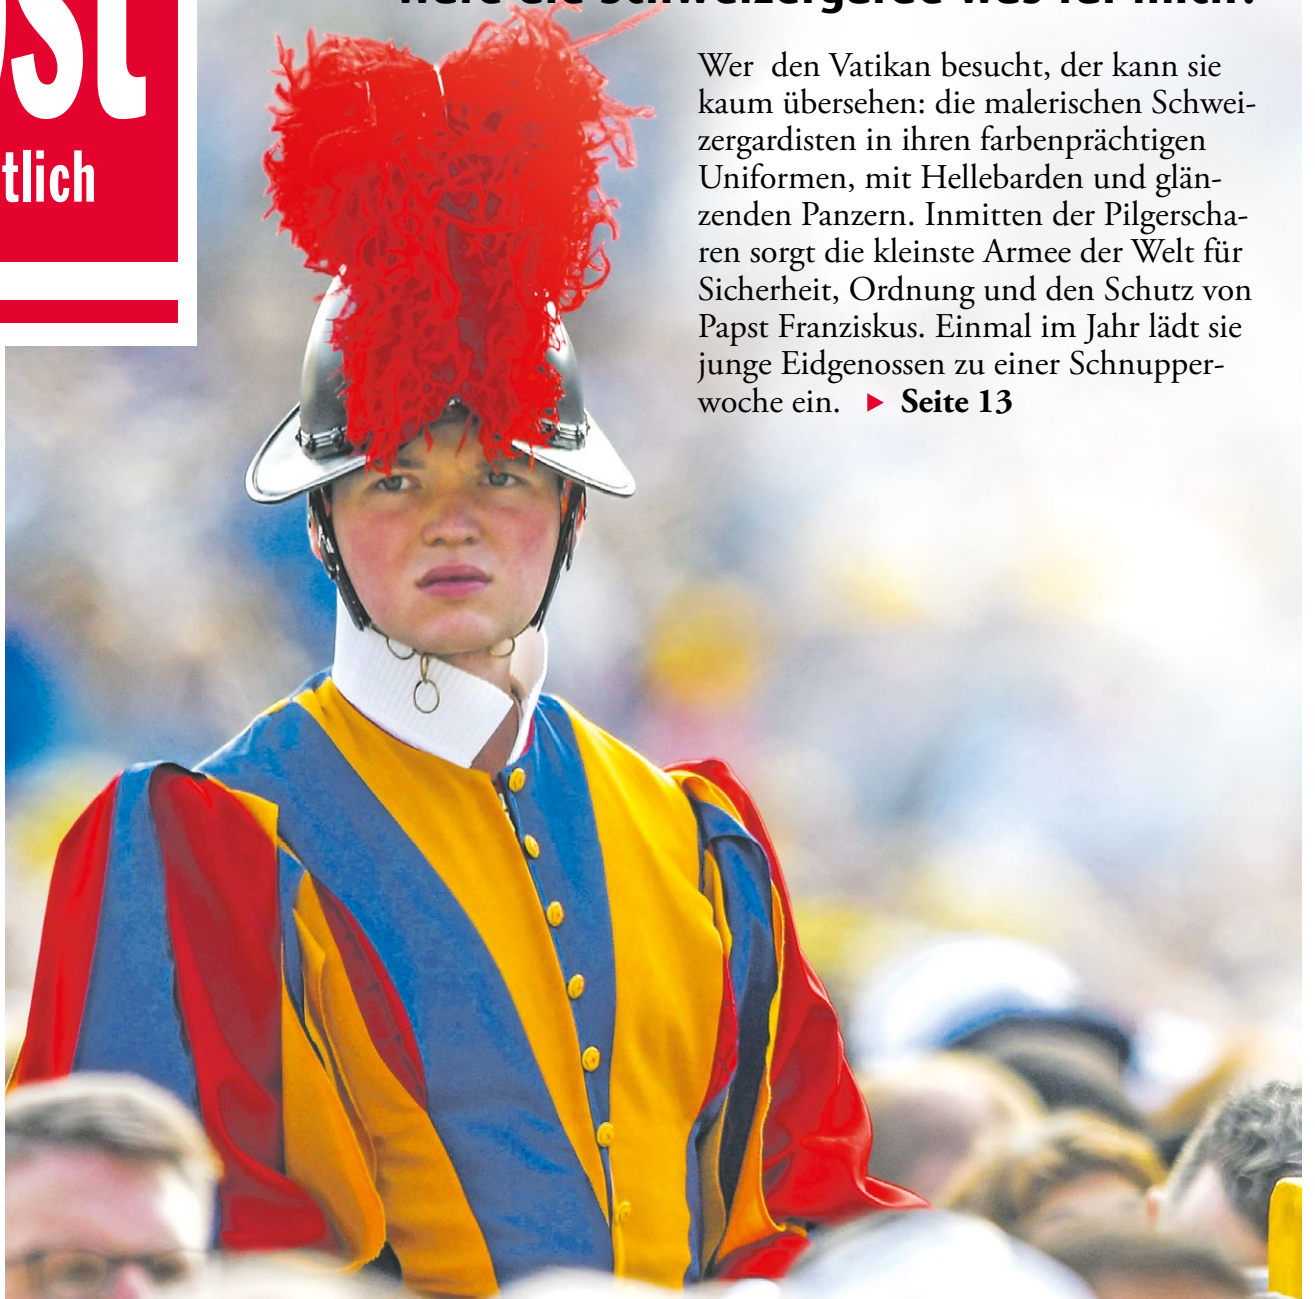 st
tlich
Wer den Vatikan besucht, der kann sie
kaum übersehen: die malerischen Schwei-
zergardisten in ihren farbenprächtigen
Uniformen, mit Hellebarden und glän-
zenden Panzern. Inmitten der Pilgerscha-
ren sorgt die kleinste Armee der Welt für
Sicherheit, Ordnung und den Schutz von
Papst Franziskus. Einmal im Jahr lädt sie
junge Eidgenossen zu einer Schnupper-
woche ein. ▶ Seite 13